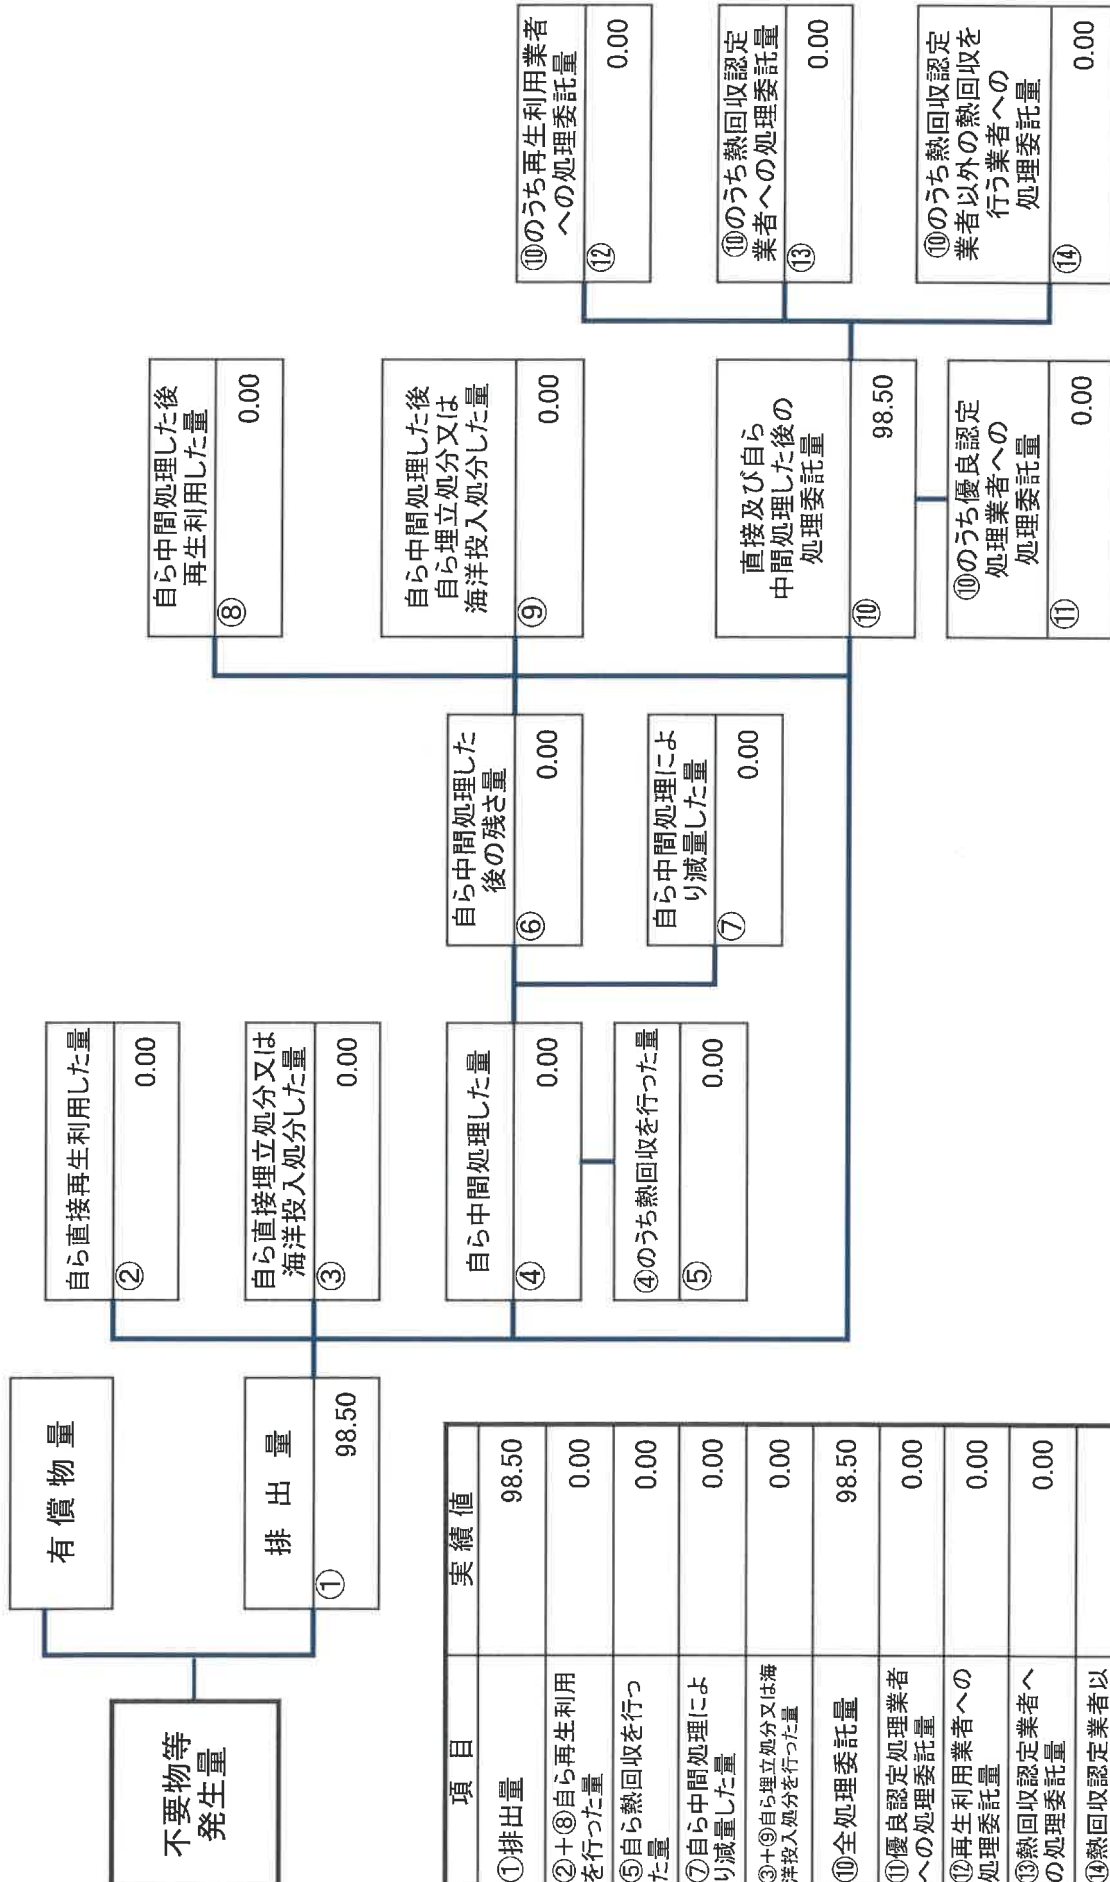 不要物等
発生量
有 償 物 量
排 出 量
①
98.50
自ら直接再生利用した量
②
0.00
自ら直接埋立処分又は
海洋投入処分した量
③
0.00
自ら中間処理した量
④
0.00
④のうち熱回収を行った量
⑤
0.00
自ら中間処理した
後の残さ量
⑥
0.00
自ら中間処理によ
り減量した量
⑦
0.00
自ら中間処理した後
再生利用した量
⑧
0.00
自ら中間処理した後
自ら埋立処分又は
海洋投入処分した量
⑨
0.00
直接及び自ら
中間処理した後の
処理委託量
⑩
98.50
⑩のうち優良認定
処理業者への
処理委託量
⑪
0.00
⑩のうち再生利用業者
への処理委託量
⑫
0.00
⑩のうち熱回収認定
業者への処理委託量
⑬
0.00
⑩のうち熱回収認定
業者以外の熱回収を
行う業者への
処理委託量
⑭
0.00
項 目 実 績 値
①排出量 98.50
②+⑧自ら再生利用
を行った量 0.00
⑤自ら熱回収を行っ
た量 0.00
⑦自ら中間処理によ
り減量した量 0.00
③+⑨自ら埋立処分又は海
洋投入処分を行った量 0.00
⑩全処理委託量 98.50
⑪優良認定処理業者
への処理委託量 0.00
⑫再生利用業者への
処理委託量 0.00
⑬熱回収認定業者へ
の処理委託量 0.00
⑭熱回収認定業者以